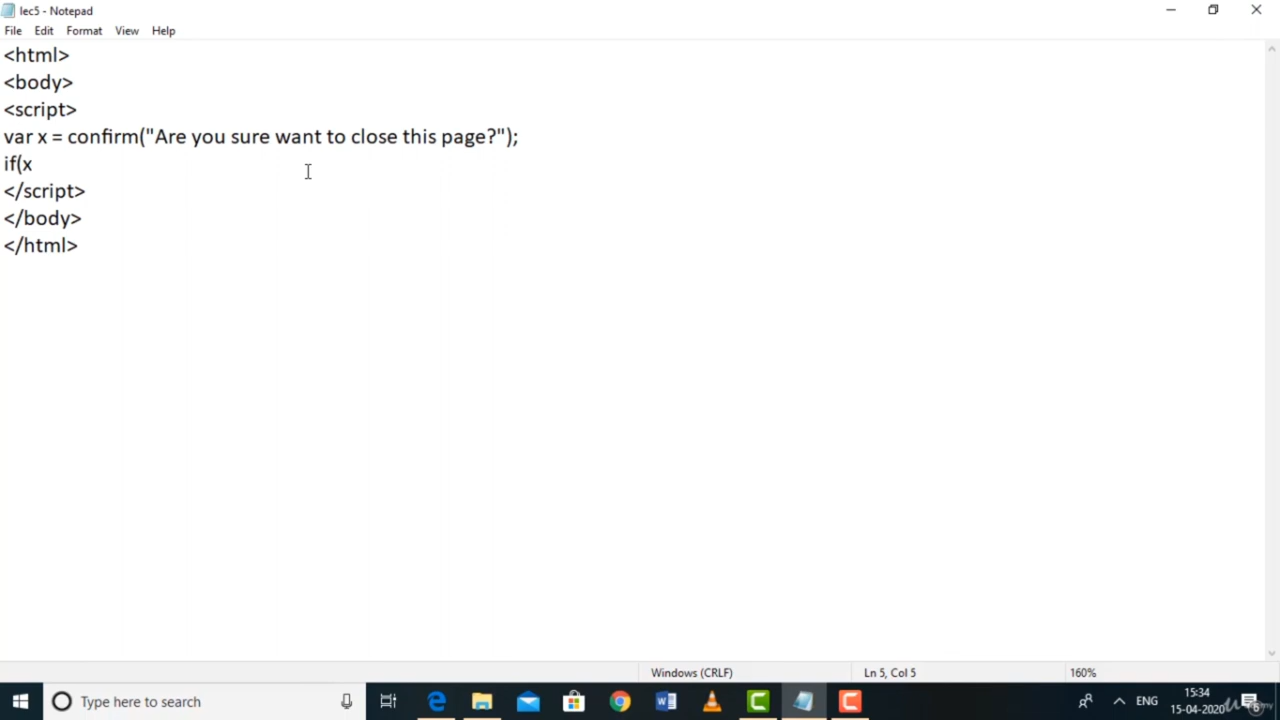 lec5 - Notepad
File Edit Format View Help
<html>
<body>
<script>
var x = confirm("Are you sure want to close this page?");
if(x
</script>
</body>
</html>
Windows (CRLF) Ln 5, Col 5 160%
Type here to search
ENG
15:34
15-04-2020